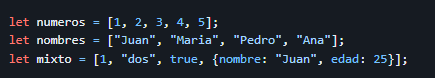 let numeros = [1, 2, 3, 4, 5];
let nombres = ["Juan", "Maria", "Pedro", "Ana"];
let mixto = [1, "dos", true, {nombre: "Juan", edad: 25}];